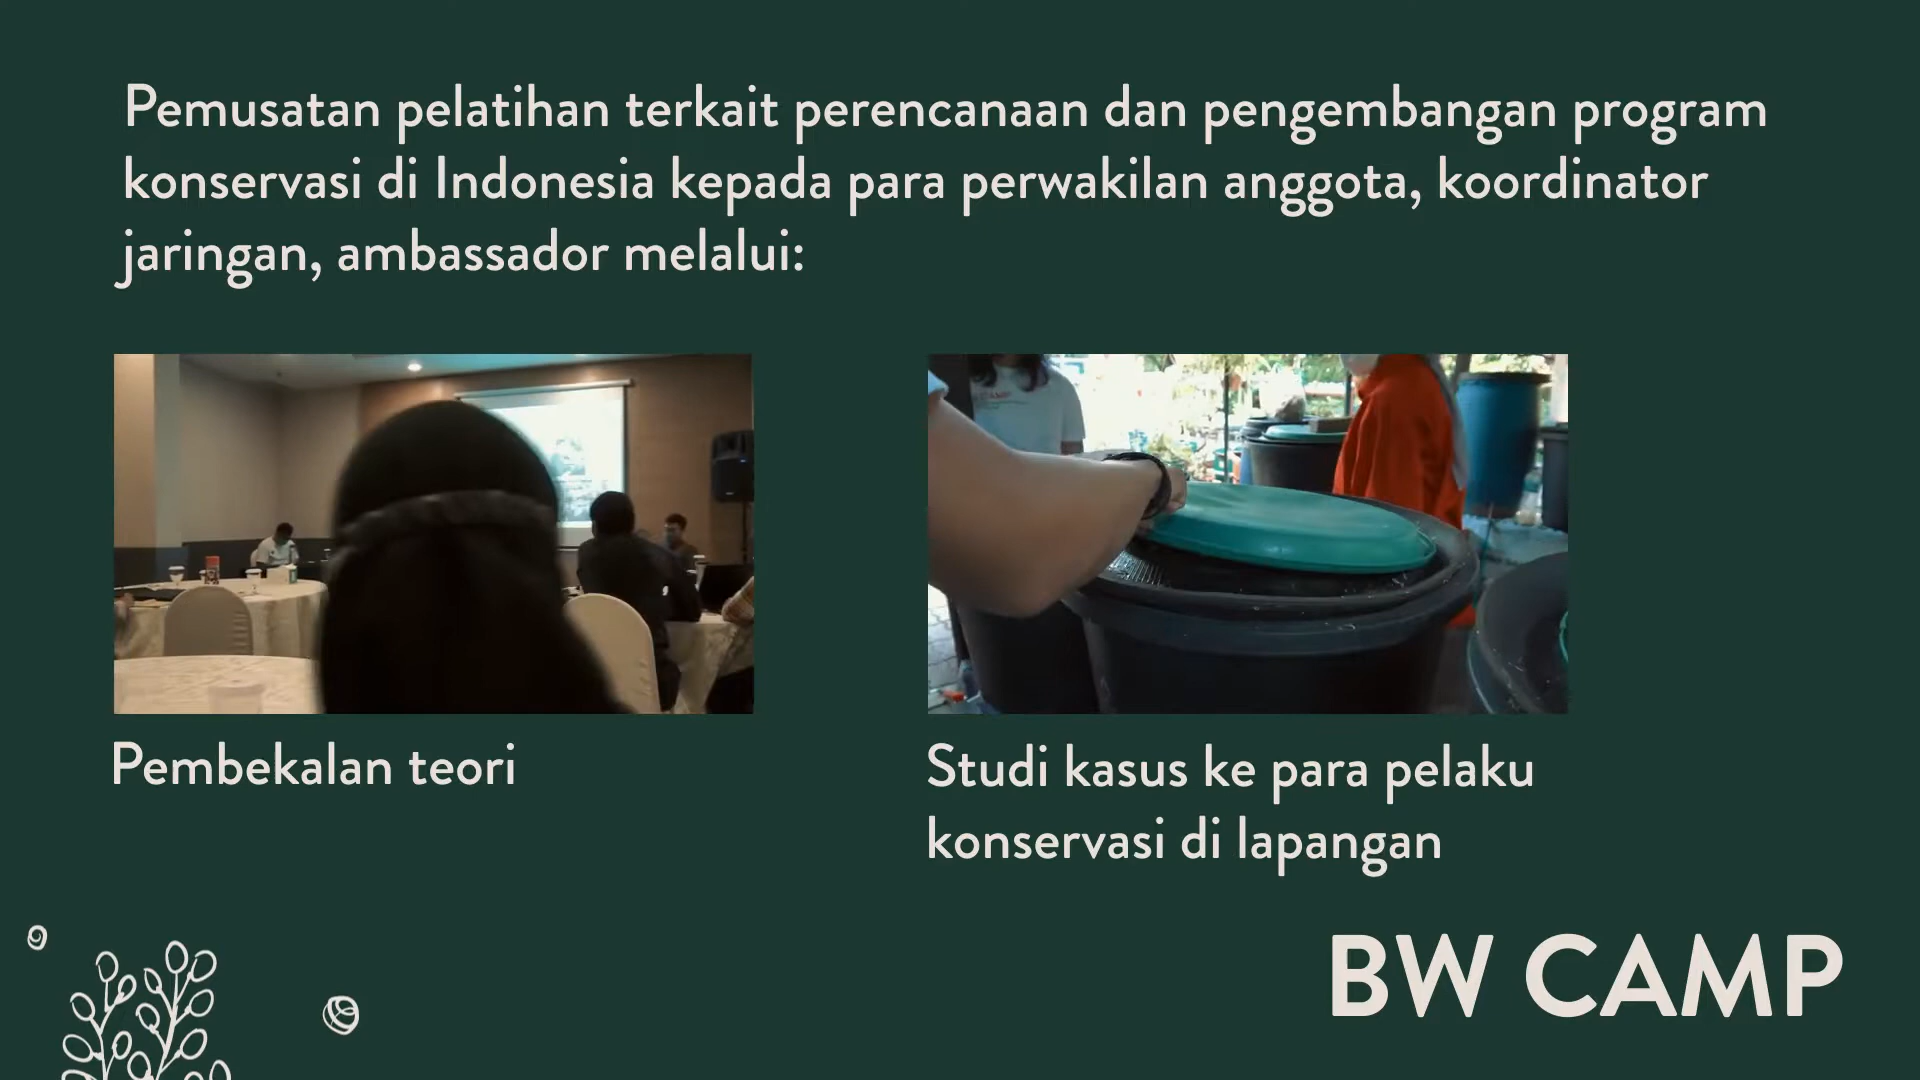 Pemusatan pelatihan terkait perencanaan dan pengembangan program
konservasi di Indonesia kepada para perwakilan anggota, koordinator
jaringan, ambassador melalui:
Pembekalan teori
Studi kasus ke para pelaku
konservasi di lapangan
BW CAMP